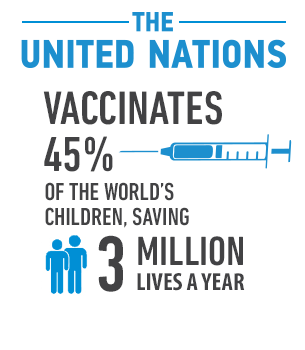 THE
UNITED NATIONS
VACCINATES
45%
OF THE WORLD'S
CHILDREN, SAVING
3 MILLION
LIVES A YEAR